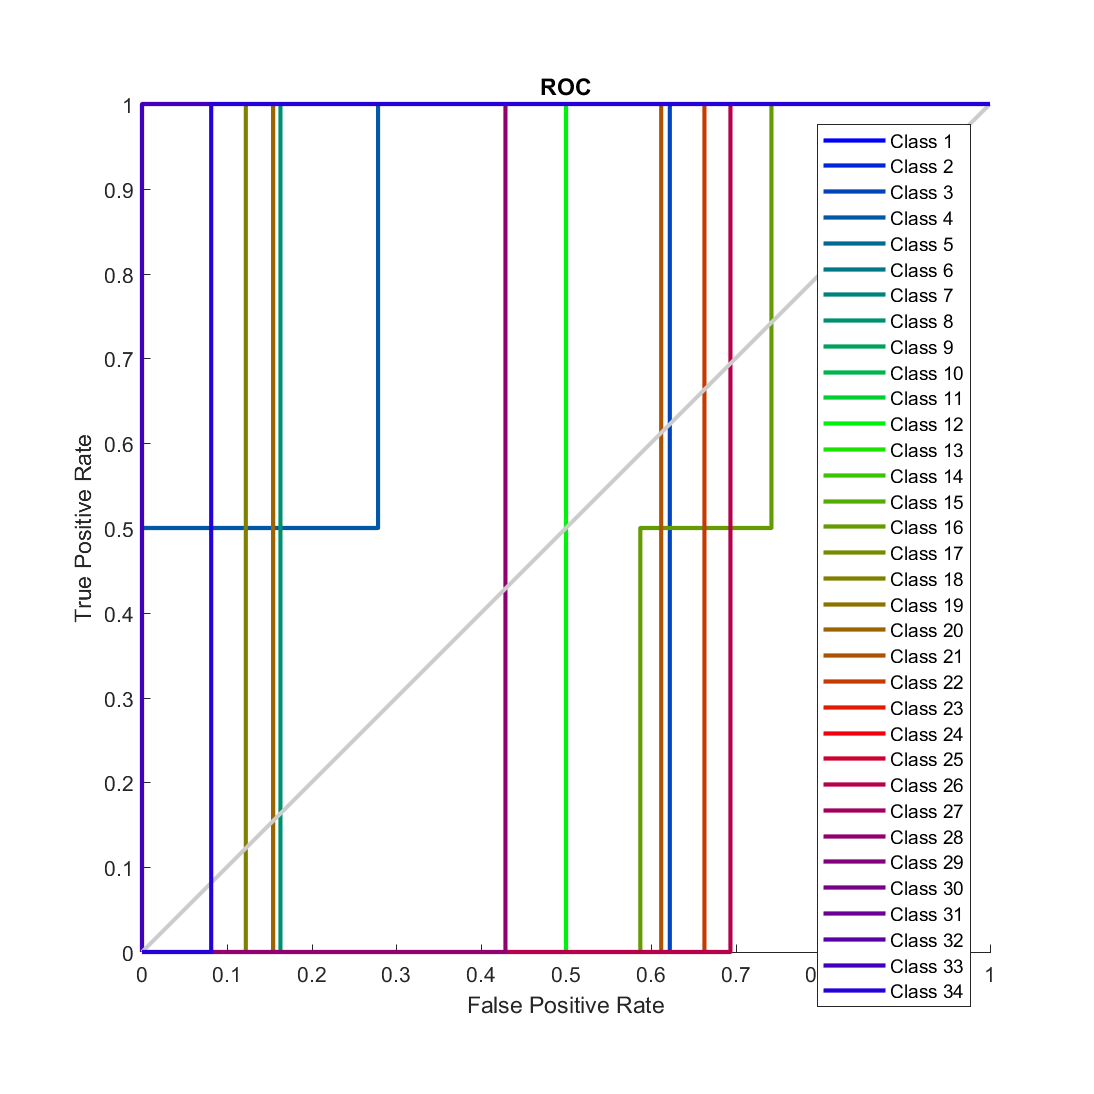 ROC
1
0.9
0.8
0.7
0.6
0.5
0.4
0.3
0.2
0.1
0
True Positive Rate
0 0.1 0.2 0.3 0.4 0.5 0.6 0.7 1
False Positive Rate
Class 1
Class 2
Class 3
Class 4
Class 5
Class 6
Class 7
Class 8
Class 9
Class 10
Class 11
Class 12
Class 13
Class 14
Class 15
Class 16
Class 17
Class 18
Class 19
Class 20
Class 21
Class 22
Class 23
Class 24
Class 25
Class 26
Class 27
Class 28
Class 29
Class 30
Class 31
Class 32
Class 33
Class 34